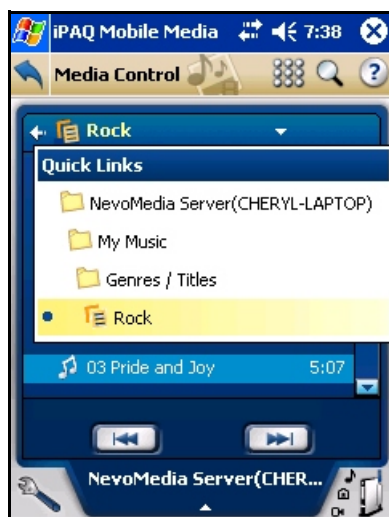 iPAQ Mobile Media 7:38
Media Control
Rock
Quick Links
NevoMedia Server(CHERYL-LAPTOP)
My Music
Genres / Titles
Rock
03 Pride and Joy 5:07
NevoMedia Server(CHER...